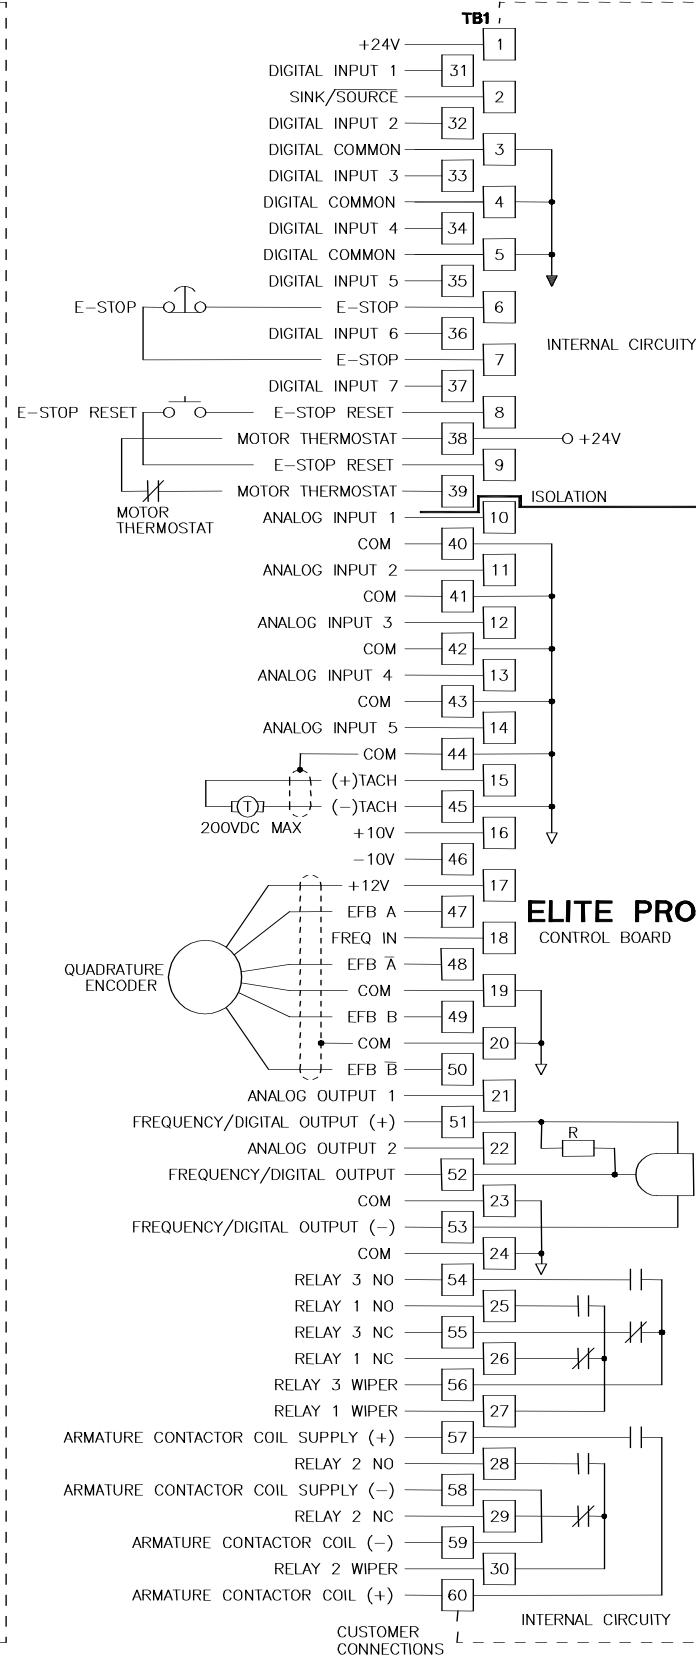 TB1
+24V 1
DIGITAL INPUT 1 31
SINK/SOURCE 2
DIGITAL INPUT 2 32
DIGITAL COMMON 3
DIGITAL INPUT 3 33
DIGITAL COMMON 4
DIGITAL INPUT 4 34
DIGITAL COMMON 5
DIGITAL INPUT 5 35
E-STOP E-STOP 6
DIGITAL INPUT 6 36
INTERNAL CIRCUITY
E-STOP 7
DIGITAL INPUT 7 37
E-STOP RESET E-STOP RESET 8
MOTOR THERMOSTAT 38 +24V
E-STOP RESET 9
MOTOR THERMOSTAT 39
ISOLATION
MOTOR
THERMOSTAT
ANALOG INPUT 1 10
COM 40
ANALOG INPUT 2 11
COM 41
ANALOG INPUT 3 12
COM 42
ANALOG INPUT 4 13
COM 43
ANALOG INPUT 5 14
COM 44
(+)TACH 15
T (-)TACH 45
200VDC MAX
+10V 16
-10V 46
+12V 17
EFB A 47
ELITE PRO
FREQ IN 18
CONTROL BOARD
EFB A̅ 48
QUADRATURE
ENCODER
COM 19
EFB B 49
COM 20
EFB B̅ 50
ANALOG OUTPUT 1 21
FREQUENCY/DIGITAL OUTPUT (+) 51
R
ANALOG OUTPUT 2 22
FREQUENCY/DIGITAL OUTPUT 52
COM 23
FREQUENCY/DIGITAL OUTPUT (-) 53
COM 24
RELAY 3 NO 54
RELAY 1 NO 25
RELAY 3 NC 55
RELAY 1 NC 26
RELAY 3 WIPER 56
RELAY 1 WIPER 27
ARMATURE CONTACTOR COIL SUPPLY (+) 57
RELAY 2 NO 28
ARMATURE CONTACTOR COIL SUPPLY (-) 58
RELAY 2 NC 29
ARMATURE CONTACTOR COIL (-) 59
RELAY 2 WIPER 30
ARMATURE CONTACTOR COIL (+) 60
INTERNAL CIRCUITY
CUSTOMER
CONNECTIONS